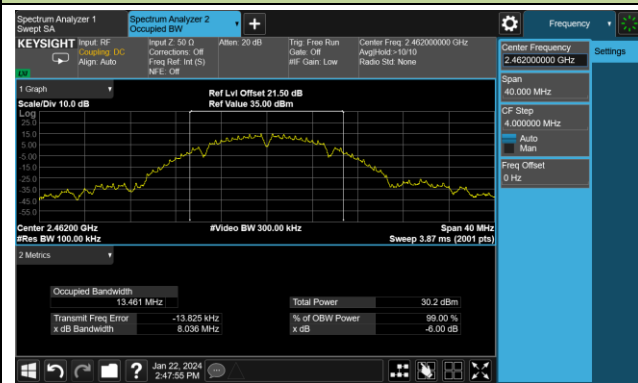 Spectrum Analyzer 1
Swept SA
Spectrum Analyzer 2
Occupied BW
Frequency
KEYSIGHT
Input: RF
Coupling: DC
Align: Auto
Input Z: 50 Ω
Corrections: Off
Freq Ref: Int (S)
NFE: Off
Atten: 20 dB
Trig: Free Run
Gate: Off
#IF Gain: Low
Center Freq: 2.462000000 GHz
Avg|Hold:>10/10
Radio Std: None
Center Frequency
2.462000000 GHz
Settings
Span
40.000 MHz
CF Step
4.000000 MHz
Auto
Man
Freq Offset
0 Hz
1 Graph
Scale/Div 10.0 dB
Ref Lvl Offset 21.50 dB
Ref Value 35.00 dBm
Log
25.0
15.0
5.00
-5.00
-15.0
-25.0
-35.0
-45.0
-55.0
Center 2.46200 GHz
#Video BW 300.00 kHz
Span 40 MHz
#Res BW 100.00 kHz
Sweep 3.87 ms (2001 pts)
2 Metrics
Occupied Bandwidth
13.461 MHz
Total Power
30.2 dBm
Transmit Freq Error
-13.825 kHz
% of OBW Power
99.00 %
x dB Bandwidth
8.036 MHz
x dB
-6.00 dB
Jan 22, 2024
2:47:55 PM